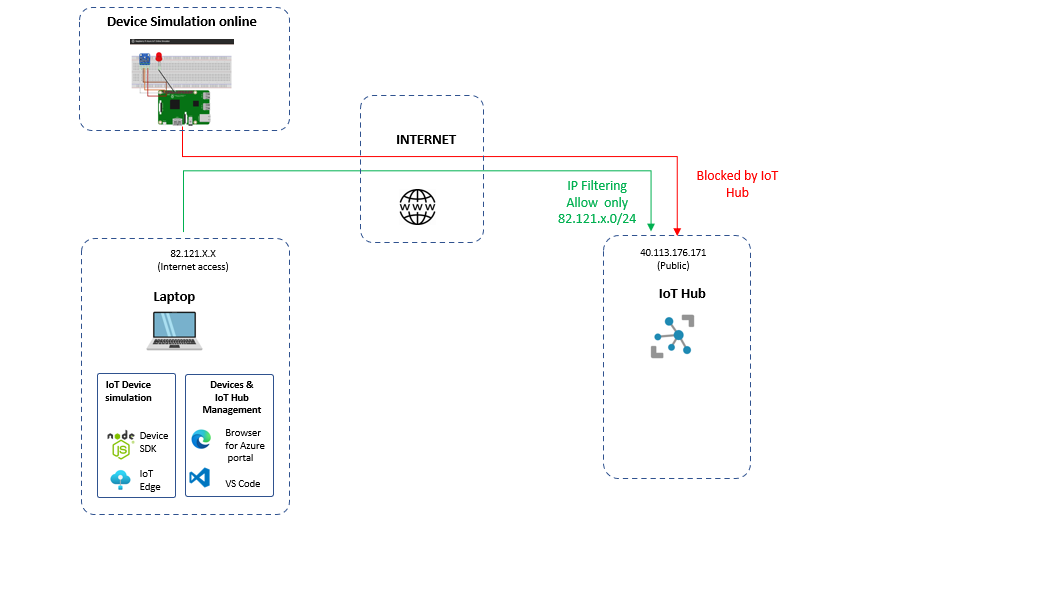 Device Simulation online
INTERNET
WWW
Blocked by IoT
Hub
IP Filtering
Allow only
82.121.x.0/24
82.121.X.X
(Internet access)
Laptop
40.113.176.171
(Public)
IoT Hub
IoT Device
simulation
node
JS
Device
SDK
IoT
Edge
Devices &
IoT Hub
Management
Browser
for Azure
portal
VS Code